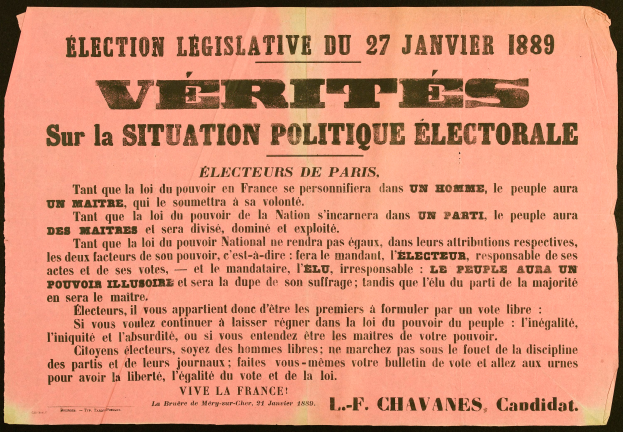 ÉLECTION LÉGISLATIVE DU 27 JANVIER 1889
VÉRITÉS
Sur la SITUATION POLITIQUE ÉLECTORALE
ÉLECTEURS DE PARIS,
Tant que la loi du pouvoir en France se personnifiera dans UN HOMME, le peuple aura
UN MAITRE, qui le soumettra à sa volonté.
Tant que la loi du pouvoir de la Nation s'incarnera dans UN PARTI, le peuple aura
DES MAITRES et sera divisé, dominé et exploité.
Tant que la loi du pouvoir National ne rendra pas égaux, dans leurs attributions respectives,
les deux facteurs de son pouvoir, c'est-à-dire : fera le mandant, l'ÉLECTEUR, responsable de ses
actes et de ses votes, — et le mandataire, l'ÉLU, irresponsable : LE PEUPLE AURA UN
POUVOIR ILLUSOIRE et sera la dupe de son suffrage; tandis que l'élu du parti de la majorité
en sera le maître.
Électeurs, il vous appartient donc d'être les premiers à formuler par un vote libre :
Si vous voulez continuer à laisser régner dans la loi du pouvoir du peuple : l'inégalité,
l'iniquité et l'absurdité, ou si vous entendez être les maîtres de votre pouvoir.
Citoyens électeurs, soyez des hommes libres; ne marchez pas sous le fouet de la discipline
des partis et de leurs journaux; faites vous-mêmes votre bulletin de vote et allez aux urnes
pour avoir la liberté, l'égalité du vote et de la loi.
VIVE LA FRANCE!
La Bruère de Méry-sur-Cher, 21 Janvier 1889.
L.-F. CHAVANES, Candidat.